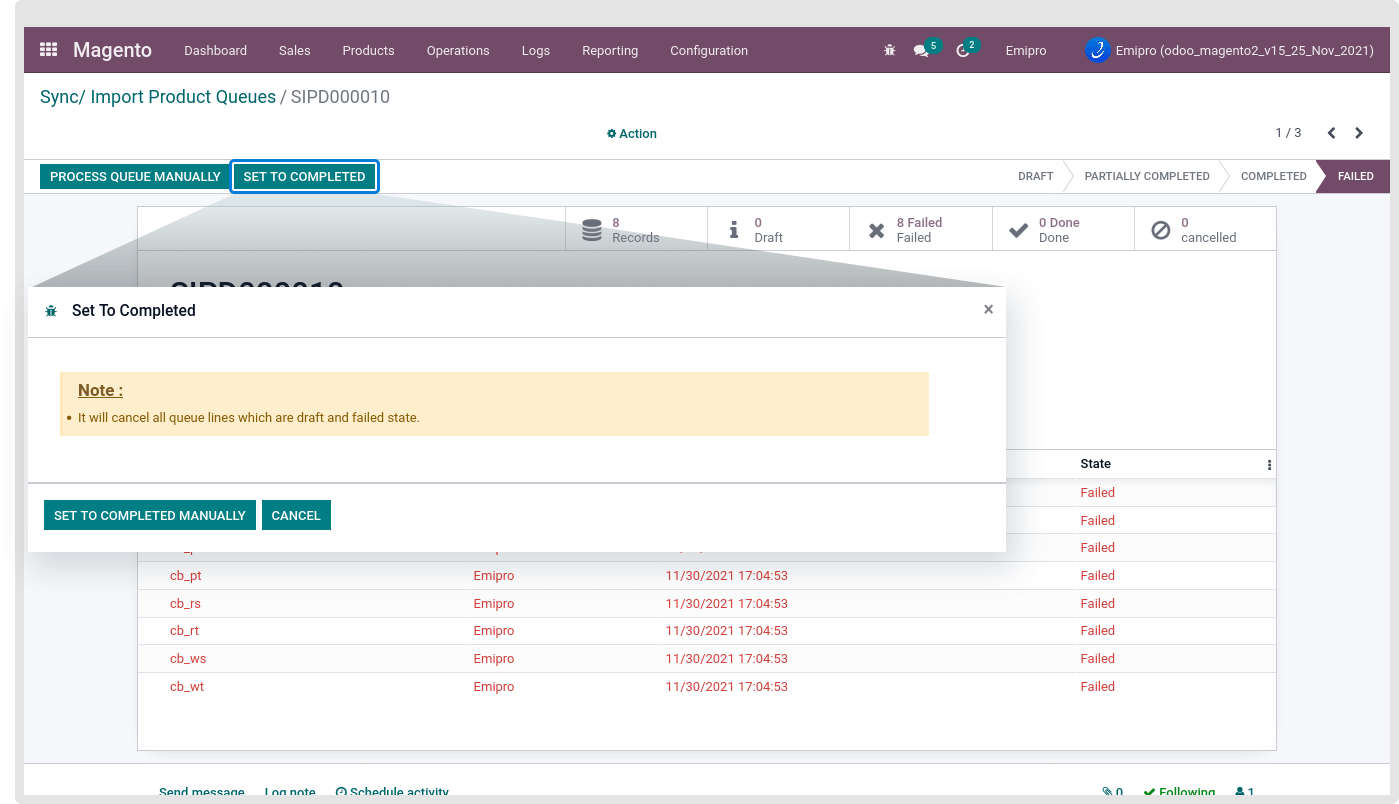 Magento Dashboard Sales Products Operations Logs Reporting Configuration 5 2 Emipro Emipro (odoo_magento2_v15_25_Nov_2021)
Sync/ Import Product Queues / SIPD000010
Action 1 / 3
PROCESS QUEUE MANUALLY SET TO COMPLETED DRAFT PARTIALLY COMPLETED COMPLETED FAILED
8 0 8 Failed 0 Done 0
Records Draft Failed Done cancelled
SIPD000010
Set To Completed ×
Note :
• It will cancel all queue lines which are draft and failed state.
State
Failed
SET TO COMPLETED MANUALLY CANCEL Failed
Failed
cb_pt Emipro 11/30/2021 17:04:53 Failed
cb_rs Emipro 11/30/2021 17:04:53 Failed
cb_rt Emipro 11/30/2021 17:04:53 Failed
cb_ws Emipro 11/30/2021 17:04:53 Failed
cb_wt Emipro 11/30/2021 17:04:53 Failed
Send message Log note Schedule activity 0 Following 1